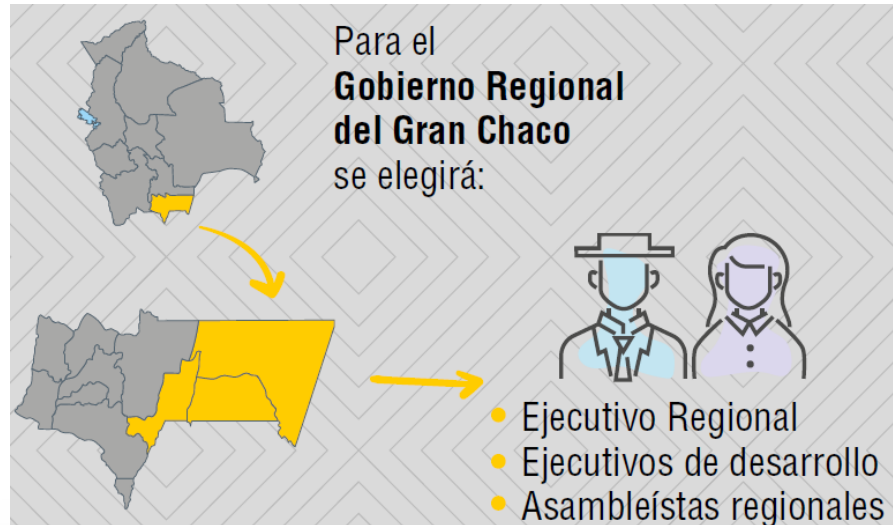 Para el
Gobierno Regional
del Gran Chaco
se elegirá:
• Ejecutivo Regional
• Ejecutivos de desarrollo
• Asambleístas regionales